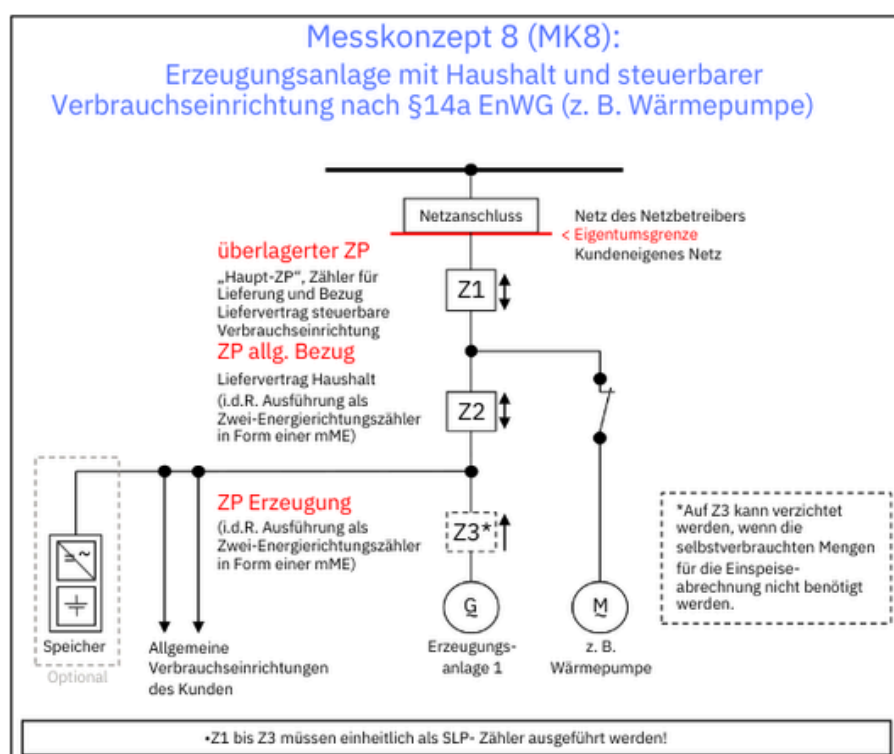 Messkonzept 8 (MK8):
Erzeugungsanlage mit Haushalt und steuerbarer
Verbrauchseinrichtung nach §14a EnWG (z. B. Wärmepumpe)
Netzanschluss
Netz des Netzbetreibers
< Eigentumsgrenze
Kundeneigenes Netz
überlagerter ZP
„Haupt-ZP“, Zähler für
Lieferung und Bezug
Liefervertrag steuerbare
Verbrauchseinrichtung
Z1
ZP allg. Bezug
Liefervertrag Haushalt
(i.d.R. Ausführung als
Zwei-Energierichtungszähler
in Form einer mME)
Z2
ZP Erzeugung
(i.d.R. Ausführung als
Zwei-Energierichtungszähler
in Form einer mME)
Z3*
*Auf Z3 kann verzichtet
werden, wenn die
selbstverbrauchten Mengen
für die Einspeise-
abrechnung nicht benötigt
werden.
Speicher
Optional
Allgemeine
Verbrauchseinrichtungen
des Kunden
G
~
Erzeugungs-
anlage 1
M
~
z. B.
Wärmepumpe
•Z1 bis Z3 müssen einheitlich als SLP- Zähler ausgeführt werden!